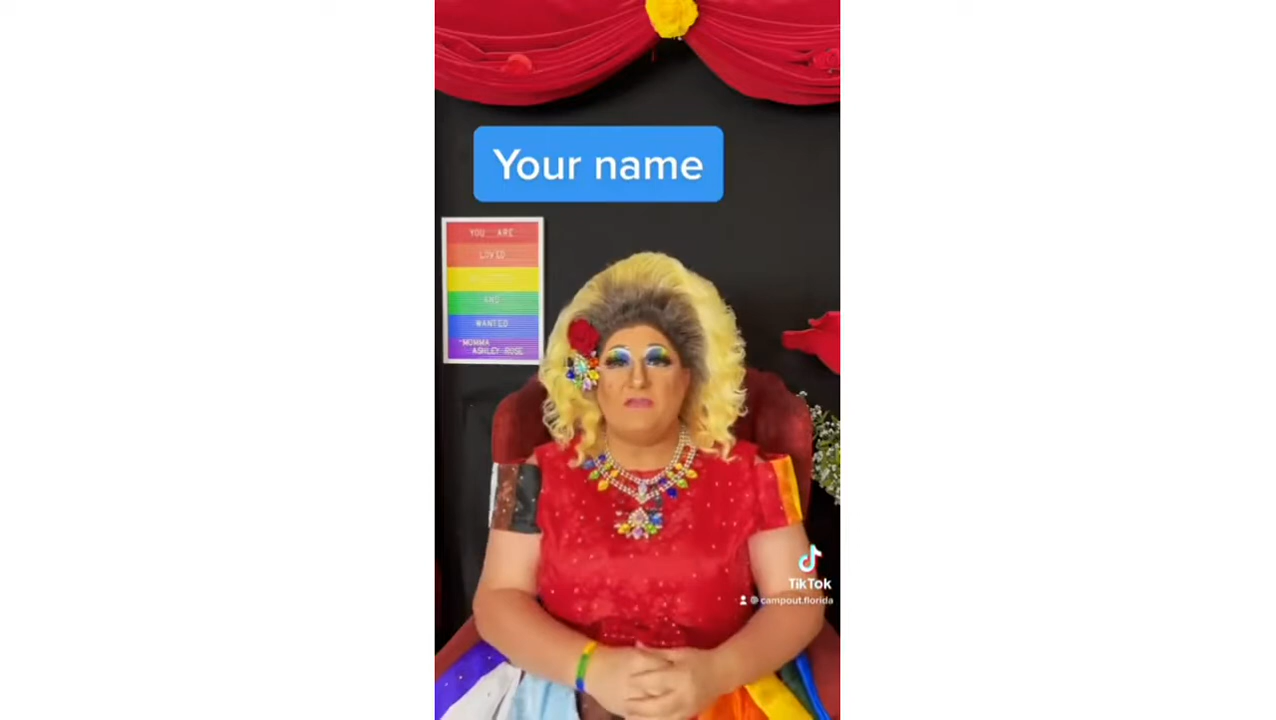 Your name
YOU ARE
LOVED
AND
WANTED
"MOMMA
ASHLEY ROSE
TikTok
@ campout.florida